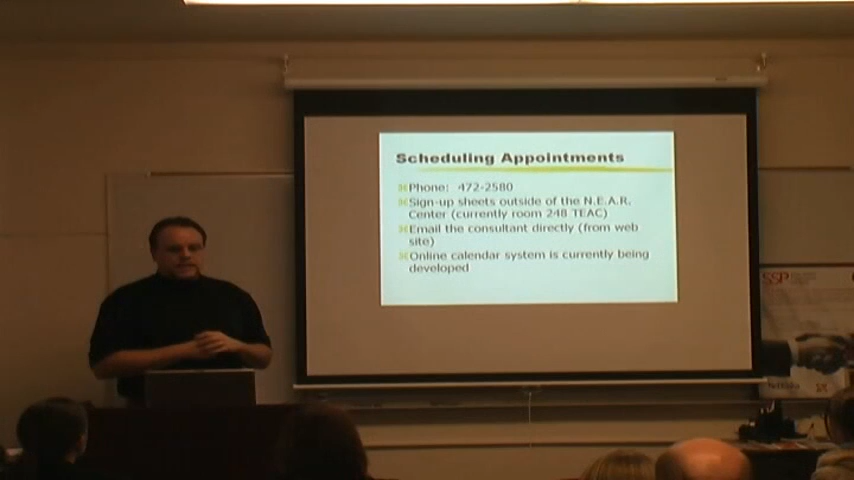 Scheduling Appointments
Phone: 472-2580
Sign-up sheets outside of the N.E.A.R.
Center (currently room 248 TEAC)
Email the consultant directly (from web
site)
Online calendar system is currently being
developed
SSP